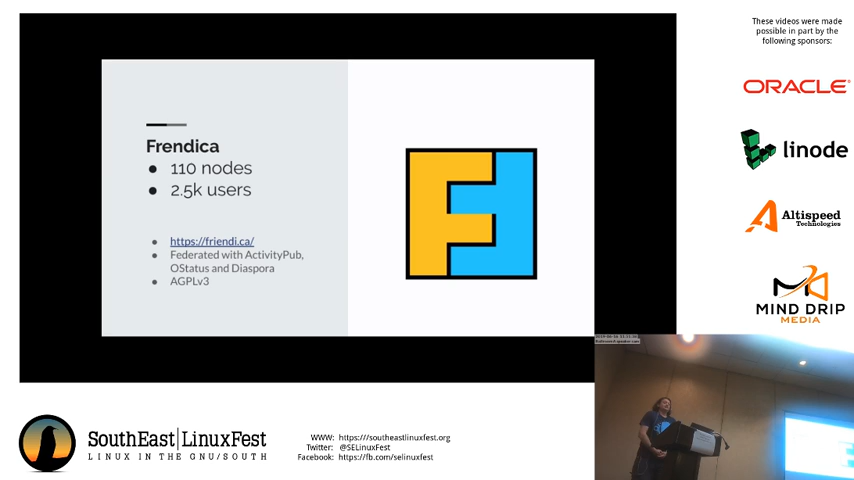 These videos were made
possible in part by the
following sponsors:
ORACLE
linode
Altispeed
Technologies
MIND DRIP
MEDIA
Frendica
110 nodes
2.5k users
https://friendi.ca/
Federated with ActivityPub,
OStatus and Diaspora
AGPLv3
SouthEast|LinuxFest
LINUX IN THE GNU/SOUTH
WWW: https:///southeastlinuxfest.org
Twitter: @SELinuxFest
Facebook: https://fb.com/selinuxfest